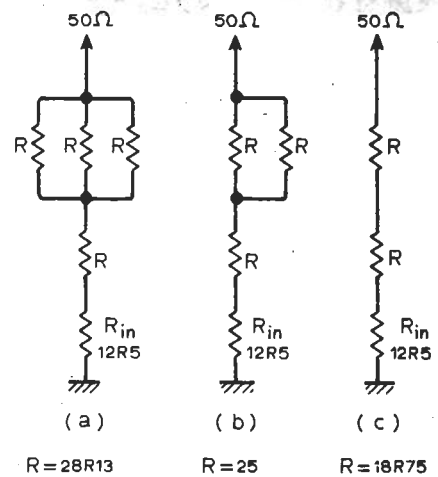 50Ω 50Ω 50Ω
R R R R R R
R R R
Rin Rin Rin
12R5 12R5 12R5
(a) (b) (c)
R=28R13 R=25 R=18R75